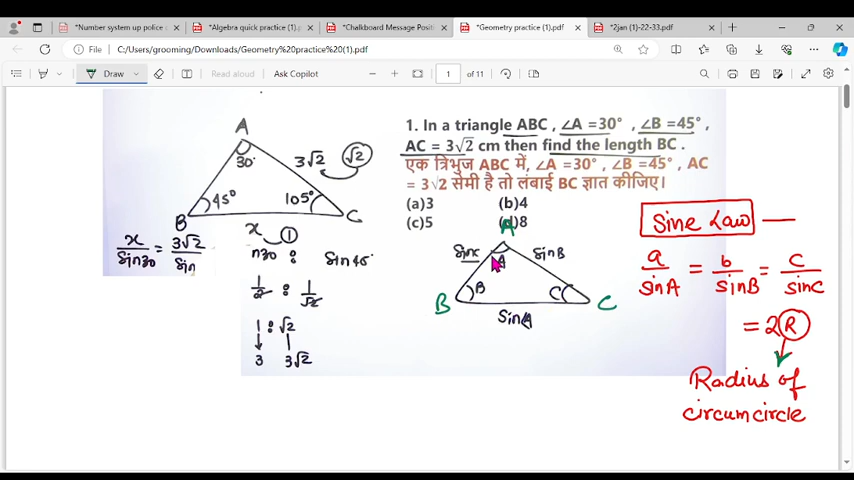 *Number system up police
*Algebra quick practice (1).p
*Chalkboard Message Posit
*Geometry practice (1).pdf
*2jan (1)-22-33.pdf
File
C:/Users/grooming/Downloads/Geometry%20practice%20(1).pdf
Draw
Read aloud
Ask Copilot
1
of 11
1. In a triangle ABC, ∠A =30° , ∠B =45° ,
AC = 3√2 cm then find the length BC .
एक त्रिभुज ABC में, ∠A =30° , ∠B =45° , AC
= 3√2 सेमी है तो लंबाई BC ज्ञात कीजिए।
(a)3 (b)4
(c)5 (d)8
A
30°
3√2 √2
45° 105°
B C
x 1
x/sin30 = 3√2/sin
n30 : sin45
1/2 : 1/√2
1 : √2
3 3√2
A
sinc sinB
A
B B C C
sinA
Sine Law
a/sinA = b/sinB = c/sinC
= 2R
Radius of
circumcircle